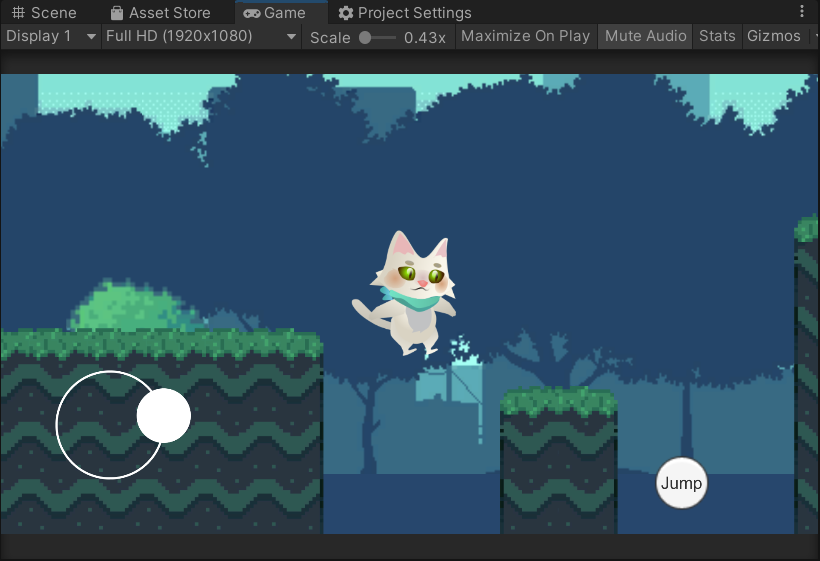 Scene Asset Store Game Project Settings
Display 1 Full HD (1920x1080) Scale 0.43x Maximize On Play Mute Audio Stats Gizmos
Jump